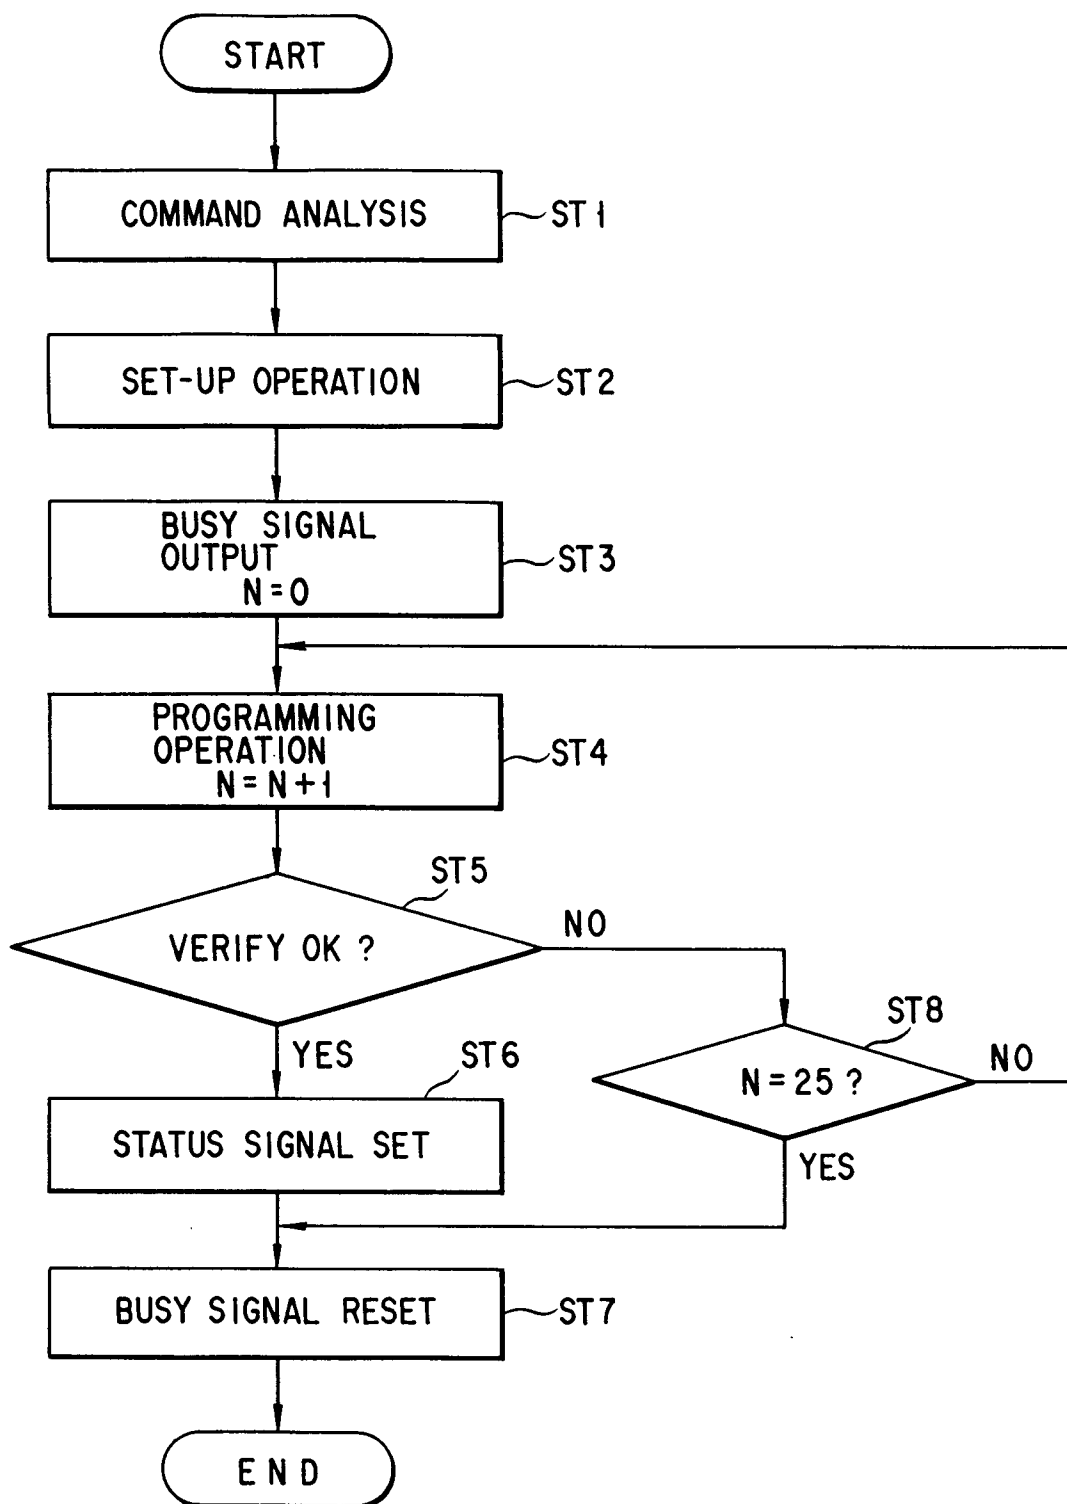 START
COMMAND ANALYSIS
ST1
SET-UP OPERATION
ST2
BUSY SIGNAL
OUTPUT
N=0
ST3
PROGRAMMING
OPERATION
N=N+1
ST4
ST5
VERIFY OK ?
NO
YES
ST8
N=25 ?
NO
YES
ST6
STATUS SIGNAL SET
BUSY SIGNAL RESET
ST7
END